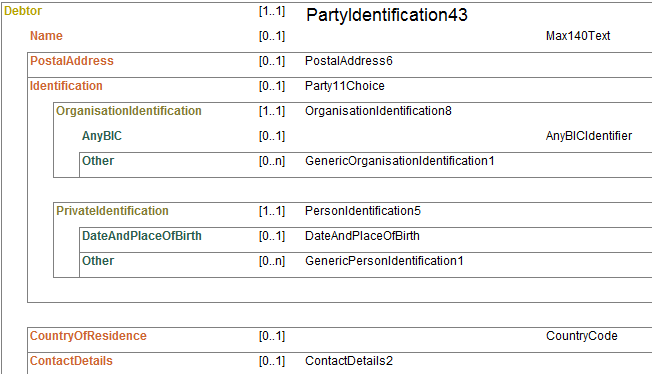 Debtor [1..1] PartyIdentification43
Name [0..1] Max140Text
PostalAddress [0..1] PostalAddress6
Identification [0..1] Party11Choice
OrganisationIdentification [1..1] OrganisationIdentification8
AnyBIC [0..1] AnyBICIdentifier
Other [0..n] GenericOrganisationIdentification1
PrivateIdentification [1..1] PersonIdentification5
DateAndPlaceOfBirth [0..1] DateAndPlaceOfBirth
Other [0..n] GenericPersonIdentification1
CountryOfResidence [0..1] CountryCode
ContactDetails [0..1] ContactDetails2